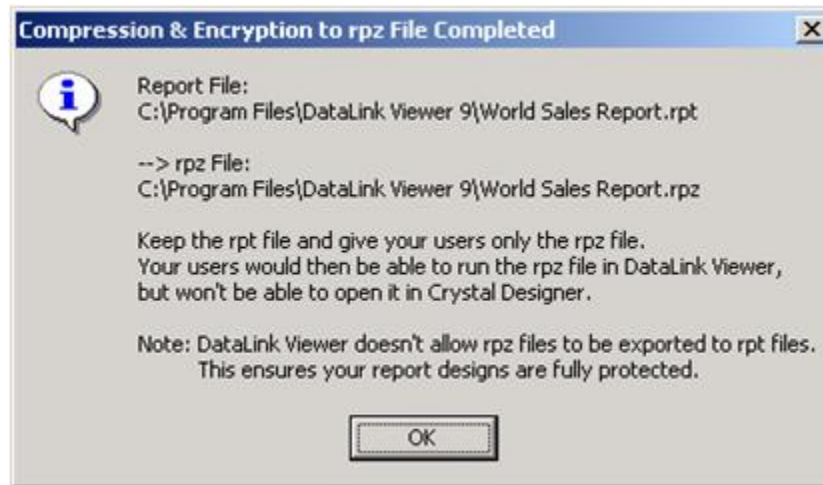 Compression & Encryption to rpz File Completed
Report File:
C:\Program Files\DataLink Viewer 9\World Sales Report.rpt
--> rpz File:
C:\Program Files\DataLink Viewer 9\World Sales Report.rpz
Keep the rpt file and give your users only the rpz file.
Your users would then be able to run the rpz file in DataLink Viewer,
but won't be able to open it in Crystal Designer.
Note: DataLink Viewer doesn't allow rpz files to be exported to rpt files.
This ensures your report designs are fully protected.
OK